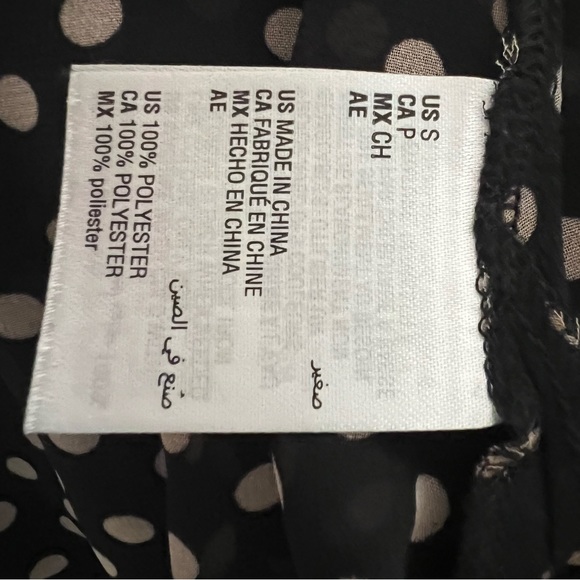 US S
CA P
MX CH
AE صغير
US MADE IN CHINA
CA FABRIQUÉ EN CHINE
MX HECHO EN CHINA
AE صنع في الصين
US 100% POLYESTER
CA 100% POLYESTER
MX 100% poliester